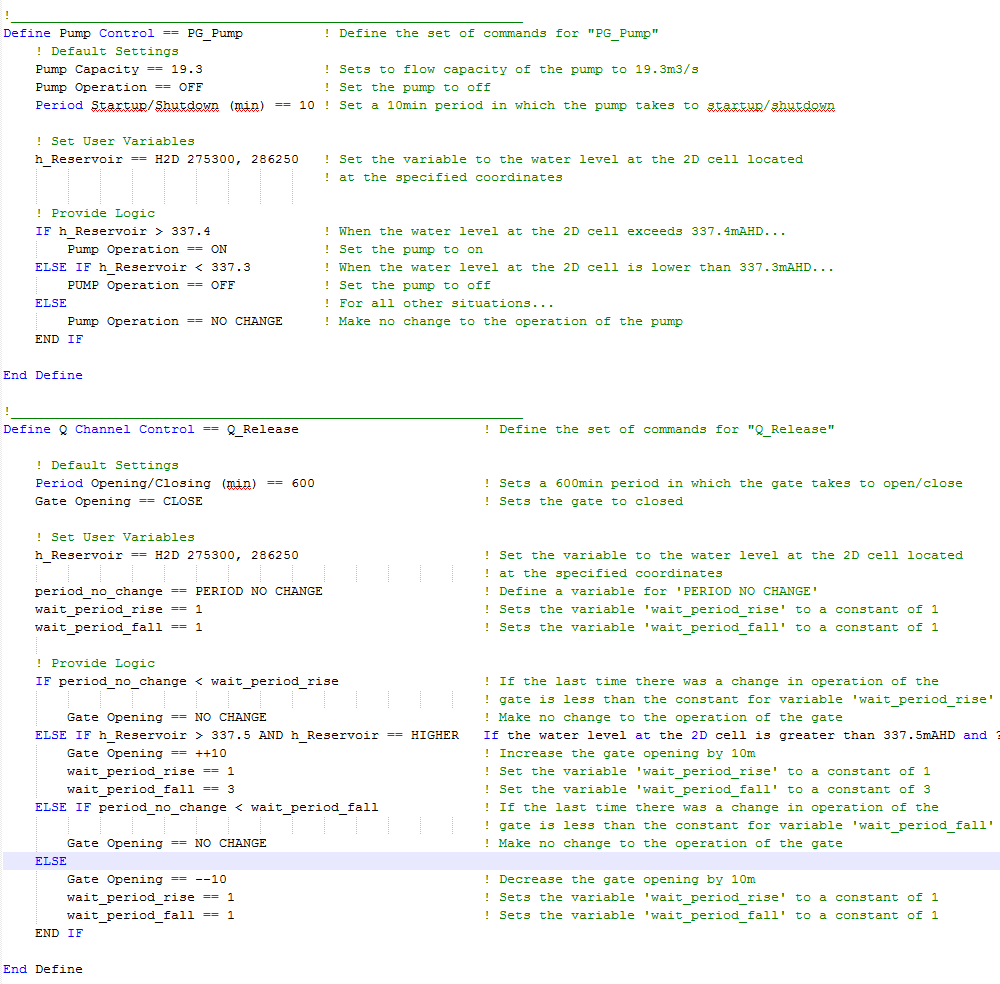 !________________________________________________________________
Define Pump Control == PG_Pump ! Define the set of commands for "PG_Pump"
! Default Settings
Pump Capacity == 19.3 ! Sets to flow capacity of the pump to 19.3m3/s
Pump Operation == OFF ! Set the pump to off
Period Startup/Shutdown (min) == 10 ! Set a 10min period in which the pump takes to startup/shutdown
! Set User Variables
h_Reservoir == H2D 275300, 286250 ! Set the variable to the water level at the 2D cell located
! at the specified coordinates
! Provide Logic
IF h_Reservoir > 337.4 ! When the water level at the 2D cell exceeds 337.4mAHD...
Pump Operation == ON ! Set the pump to on
ELSE IF h_Reservoir < 337.3 ! When the water level at the 2D cell is lower than 337.3mAHD...
PUMP Operation == OFF ! Set the pump to off
ELSE ! For all other situations...
Pump Operation == NO CHANGE ! Make no change to the operation of the pump
END IF
End Define
!________________________________________________________________
Define Q Channel Control == Q_Release ! Define the set of commands for "Q_Release"
! Default Settings
Period Opening/Closing (min) == 600 ! Sets a 600min period in which the gate takes to open/close
Gate Opening == CLOSE ! Sets the gate to closed
! Set User Variables
h_Reservoir == H2D 275300, 286250 ! Set the variable to the water level at the 2D cell located
! at the specified coordinates
period_no_change == PERIOD NO CHANGE ! Define a variable for 'PERIOD NO CHANGE'
wait_period_rise == 1 ! Sets the variable 'wait_period_rise' to a constant of 1
wait_period_fall == 1 ! Sets the variable 'wait_period_fall' to a constant of 1
! Provide Logic
IF period_no_change < wait_period_rise ! If the last time there was a change in operation of the
! gate is less than the constant for variable 'wait_period_rise'
Gate Opening == NO CHANGE ! Make no change to the operation of the gate
ELSE IF h_Reservoir > 337.5 AND h_Reservoir == HIGHER If the water level at the 2D cell is greater than 337.5mAHD and ?
Gate Opening == ++10 ! Increase the gate opening by 10m
wait_period_rise == 1 ! Set the variable 'wait_period_rise' to a constant of 1
wait_period_fall == 3 ! Set the variable 'wait_period_fall' to a constant of 3
ELSE IF period_no_change < wait_period_fall ! If the last time there was a change in operation of the
! gate is less than the constant for variable 'wait_period_fall'
Gate Opening == NO CHANGE ! Make no change to the operation of the gate
ELSE
Gate Opening == --10 ! Decrease the gate opening by 10m
wait_period_rise == 1 ! Sets the variable 'wait_period_rise' to a constant of 1
wait_period_fall == 1 ! Sets the variable 'wait_period_fall' to a constant of 1
END IF
End Define